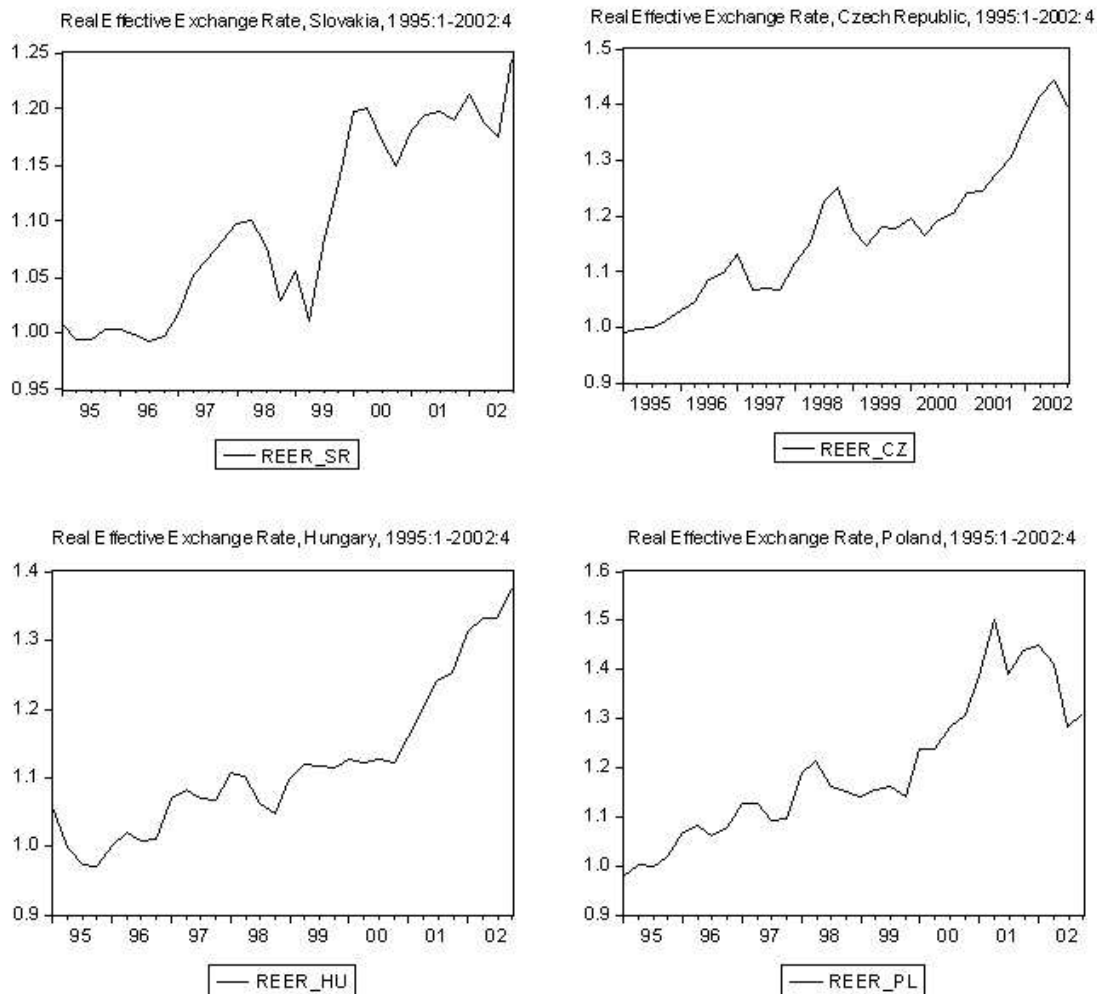 Real Effective Exchange Rate, Slovakia, 1995:1-2002:4
1.25
1.20
1.15
1.10
1.05
1.00
0.95
95 96 97 98 99 00 01 02
REER_SR
Real Effective Exchange Rate, Czech Republic, 1995:1-2002:4
1.5
1.4
1.3
1.2
1.1
1.0
0.9
1995 1996 1997 1998 1999 2000 2001 2002
REER_CZ
Real Effective Exchange Rate, Hungary, 1995:1-2002:4
1.4
1.3
1.2
1.1
1.0
0.9
95 96 97 98 99 00 01 02
REER_HU
Real Effective Exchange Rate, Poland, 1995:1-2002:4
1.6
1.5
1.4
1.3
1.2
1.1
1.0
0.9
95 96 97 98 99 00 01 02
REER_PL